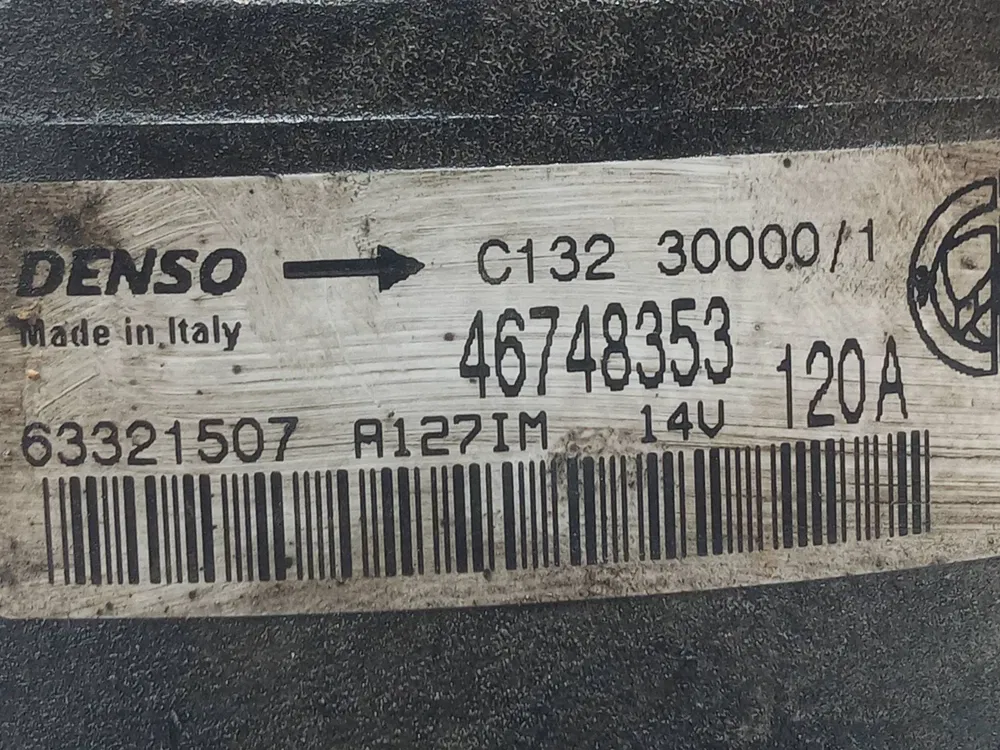 DENSO → C132 30000/1
Made in Italy
46748353 120A
63321507 A127IM 14V